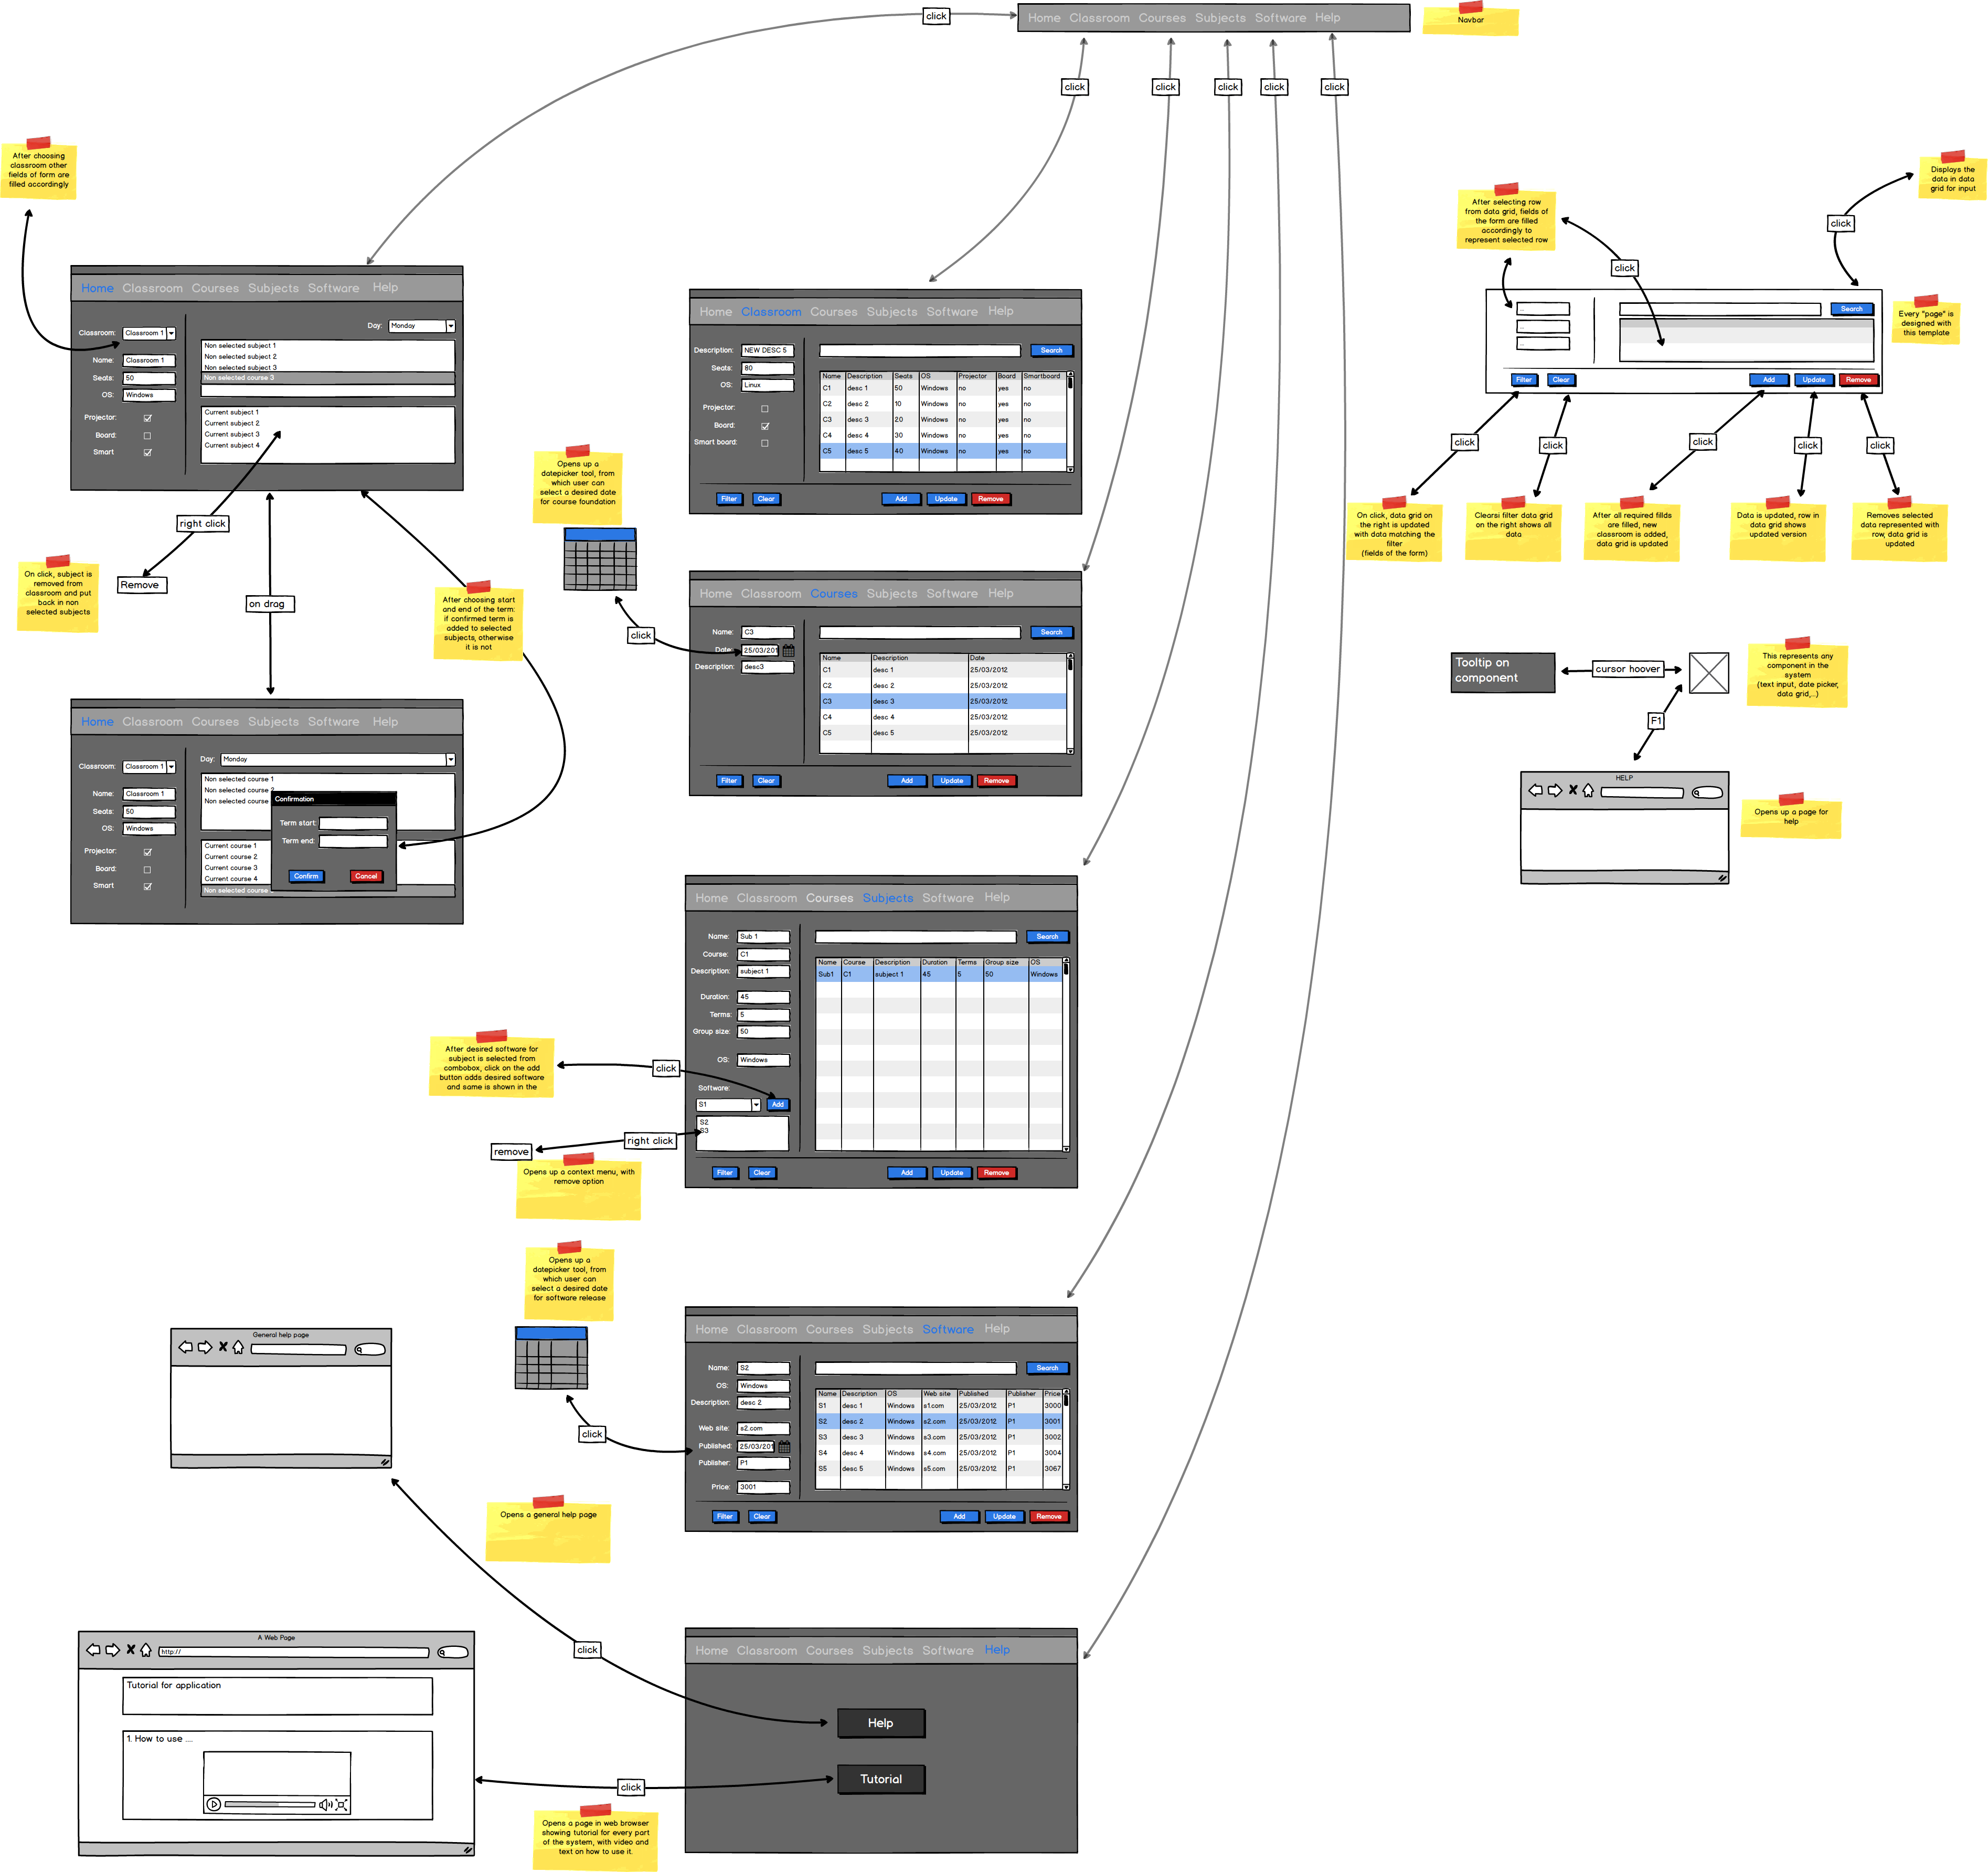 click
Home Classroom Courses Subjects Software Help
Navbar
click
click
click
click
click
After choosing
classroom other
fields of form are
filled accordingly
Displays the
data in data
grid for input
After selecting row
from data grid, fields of
the form are filled
accordingly to
represent selected row
click
click
Home Classroom Courses Subjects Software Help
Classroom: Classroom 1
Day: Monday
Name: Classroom 1
Seats: 50
OS: Windows
Projector:
Board:
Smart
Non selected subject 1
Non selected subject 2
Non selected subject 3
Non selected course 3
Current subject 1
Current subject 2
Current subject 3
Current subject 4
Home Classroom Courses Subjects Software Help
Description: NEW DESC 5
Seats: 80
OS: Linux
Projector:
Board:
Smart board:
Search
Name Description Seats OS Projector Board Smartboard
C1 desc 1 50 Windows no yes no
C2 desc 2 10 Windows no yes no
C3 desc 3 20 Windows no yes no
C4 desc 4 30 Windows no yes no
C5 desc 5 40 Windows no yes no
Filter Clear Add Update Remove
...
...
...
Search
Filter Clear Add Update Remove
Every "page" is
designed with
this template
click
click
click
click
click
On click, data grid on
the right is updated
with data matching the
filter
(fields of the form)
Clearsi filter data grid
on the right shows all
data
After all required fillds
are filled, new
classroom is added,
data grid is updated
Data is updated, row in
data grid shows
updated version
Removes selected
data represented with
row, data grid is
updated
Opens up a
datepicker tool, from
which user can
select a desired date
for course foundation
right click
On click, subject is
removed from
classroom and put
back in non
selected subjects
Remove
on drag
After choosing start
and end of the term:
if confirmed term is
added to selected
subjects, otherwise
it is not
click
Home Classroom Courses Subjects Software Help
Name: C3
Date: 25/03/201
Description: desc3
Search
Name Description Date
C1 desc 1 25/03/2012
C2 desc 2 25/03/2012
C3 desc 3 25/03/2012
C4 desc 4 25/03/2012
C5 desc 5 25/03/2012
Filter Clear Add Update Remove
Tooltip on
component
cursor hoover
This represents any
component in the
system
(text input, date picker,
data grid,...)
F1
HELP
Opens up a page for
help
Home Classroom Courses Subjects Software Help
Classroom: Classroom 1
Day: Monday
Name: Classroom 1
Seats: 50
OS: Windows
Projector:
Board:
Smart
Non selected course 1
Non selected course 2
Non selected course
Current course 1
Current course 2
Current course 3
Current course 4
Non selected course
Confirmation
Term start:
Term end:
Confirm Cancel
Home Classroom Courses Subjects Software Help
Name: Sub 1
Course: C1
Description: subject 1
Duration: 45
Terms: 5
Group size: 50
OS: Windows
Software:
S1 Add
S2
S3
Search
Name Course Description Duration Terms Group size OS
Sub1 C1 subject 1 45 5 50 Windows
Filter Clear Add Update Remove
After desired software for
subject is selected from
combobox, click on the add
button adds desired software
and same is shown in the
click
right click
remove
Opens up a context menu, with
remove option
Opens up a
datepicker tool, from
which user can
select a desired date
for software release
click
Home Classroom Courses Subjects Software Help
Name: S2
OS: Windows
Description: desc 2
Web site: s2.com
Published: 25/03/201
Publisher: P1
Price: 3001
Search
Name Description OS Web site Published Publisher Price
S1 desc 1 Windows s1.com 25/03/2012 P1 3000
S2 desc 2 Windows s2.com 25/03/2012 P1 3001
S3 desc 3 Windows s3.com 25/03/2012 P1 3002
S4 desc 4 Windows s4.com 25/03/2012 P1 3004
S5 desc 5 Windows s5.com 25/03/2012 P1 3067
Filter Clear Add Update Remove
General help page
Opens a general help page
click
A Web Page
http://
Tutorial for application
1. How to use ....
Home Classroom Courses Subjects Software Help
Help
Tutorial
click
Opens a page in web browser
showing tutorial for every part
of the system, with video and
text on how to use it.